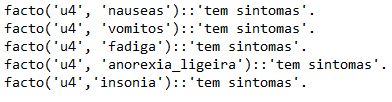 facto('u4', 'nauseas')::'tem sintomas'.
facto('u4', 'vomitos')::'tem sintomas'.
facto('u4', 'fadiga')::'tem sintomas'.
facto('u4', 'anorexia_ligeira')::'tem sintomas'.
facto('u4','insonia')::'tem sintomas'.